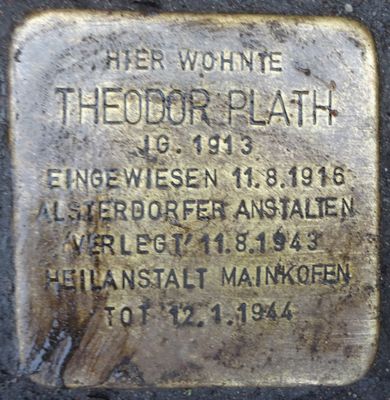 HIER WOHNTE
THEODOR PLATH
JG. 1913
EINGEWIESEN 11.8.1916
ALSTERDORFER ANSTALTEN
'VERLEGT' 11.8.1943
HEILANSTALT MAINKOFEN
TOT 12.1.1944